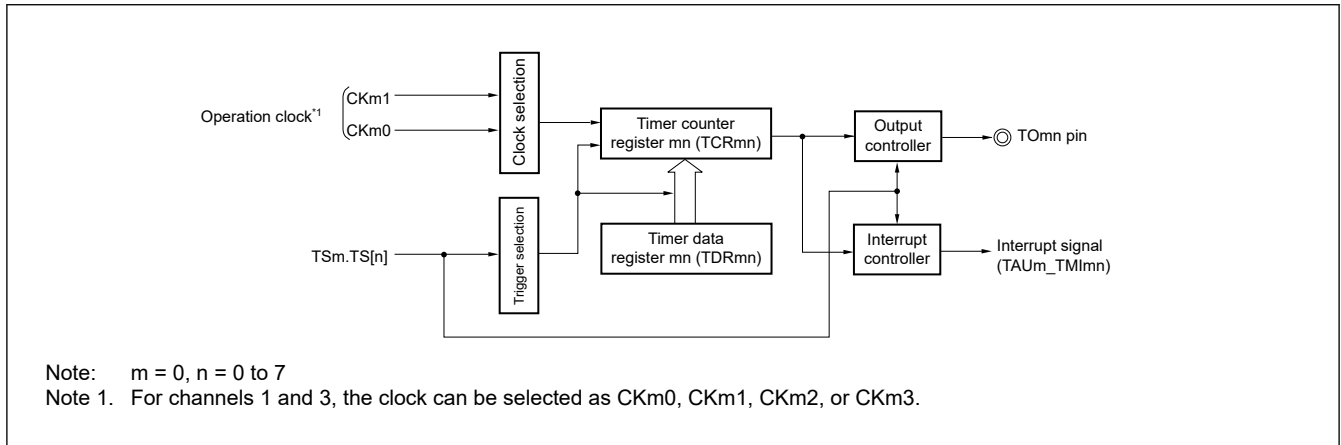 Operation clock*1
CKm1
CKm0
Clock selection
Timer counter
register mn (TCRmn)
Output
controller
TOmn pin
TSm.TS[n]
Trigger selection
Timer data
register mn (TDRmn)
Interrupt
controller
Interrupt signal
(TAUm_TMImn)
Note: m = 0, n = 0 to 7
Note 1. For channels 1 and 3, the clock can be selected as CKm0, CKm1, CKm2, or CKm3.